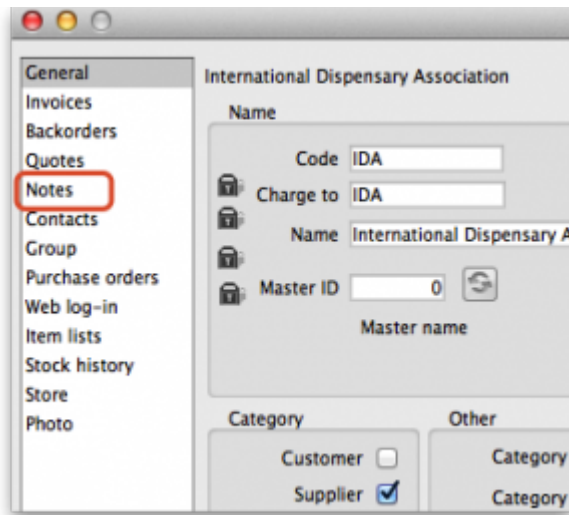 General
Invoices
Backorders
Quotes
Notes
Contacts
Group
Purchase orders
Web log-in
Item lists
Stock history
Store
Photo
International Dispensary Association
Name
Code IDA
Charge to IDA
Name International Dispensary A
Master ID 0
Master name
Category
Customer
Supplier
Other
Category
Category